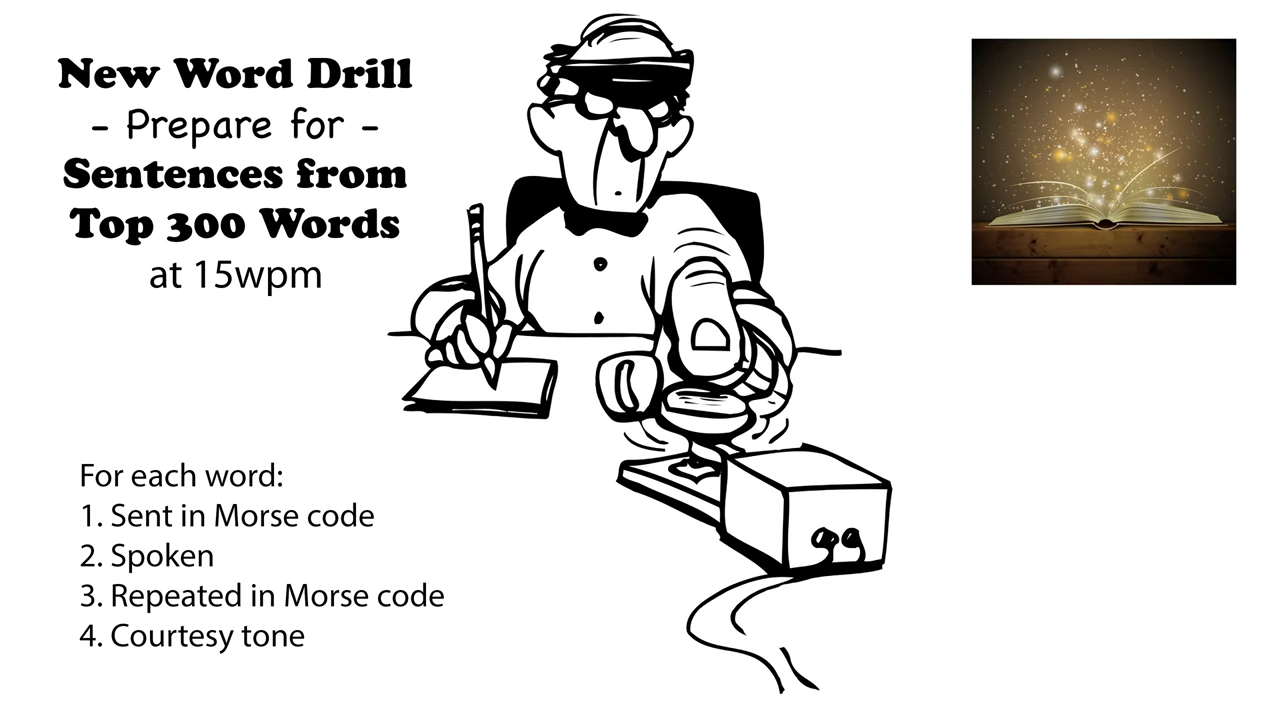 New Word Drill
- Prepare for -
Sentences from
Top 300 Words
at 15wpm
For each word:
1. Sent in Morse code
2. Spoken
3. Repeated in Morse code
4. Courtesy tone